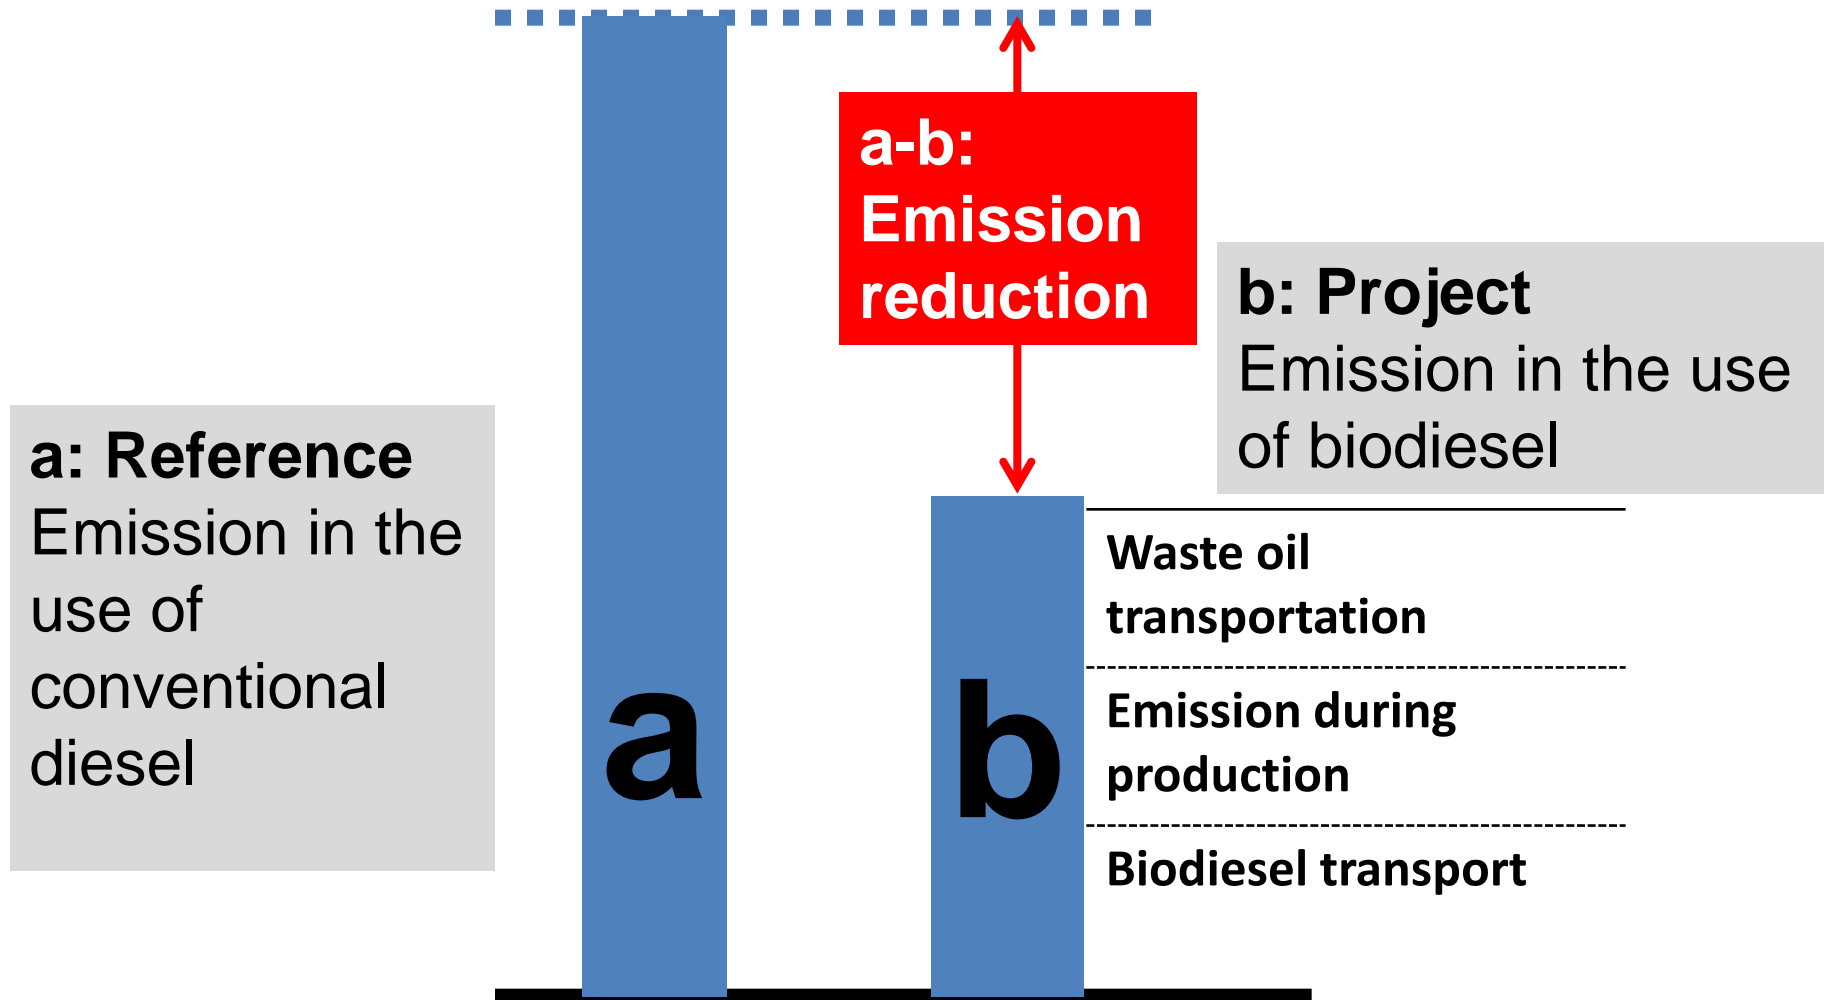 a-b:
Emission
reduction
b: Project
Emission in the use
of biodiesel
a: Reference
Emission in the
use of
conventional
diesel
a
b
Waste oil
transportation
Emission during
production
Biodiesel transport